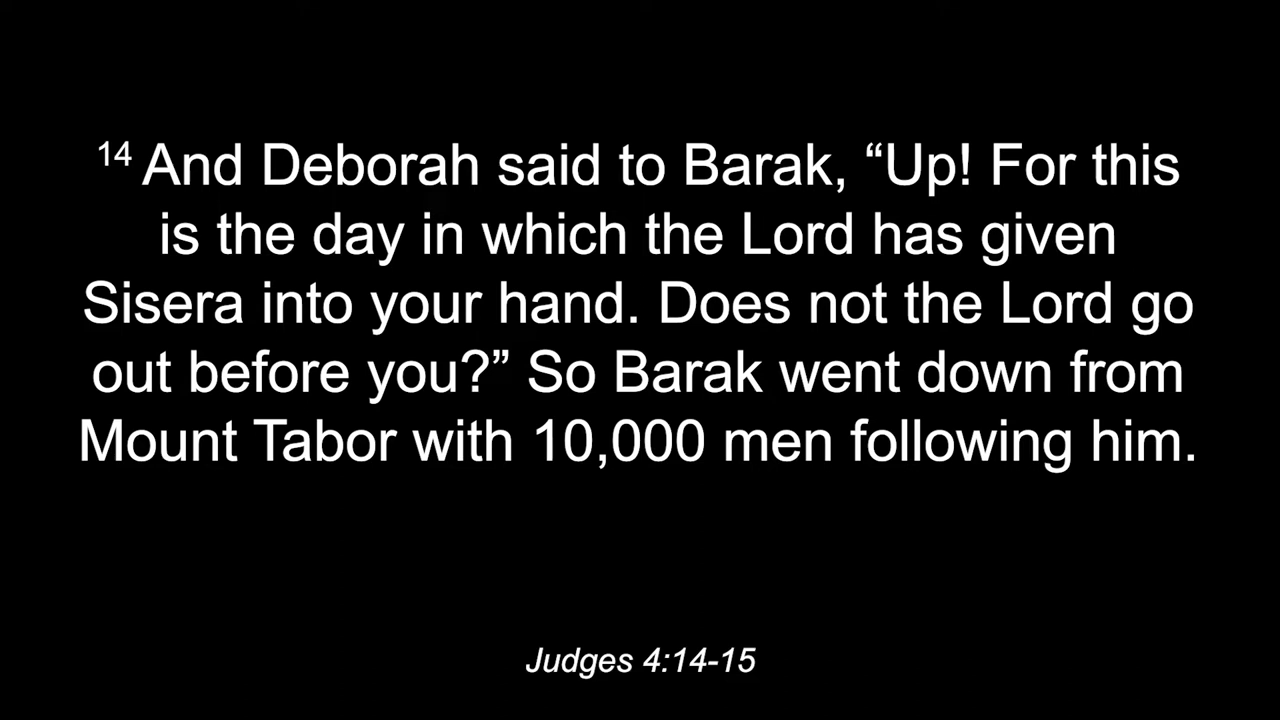 14 And Deborah said to Barak, “Up! For this
is the day in which the Lord has given
Sisera into your hand. Does not the Lord go
out before you?” So Barak went down from
Mount Tabor with 10,000 men following him.
Judges 4:14-15